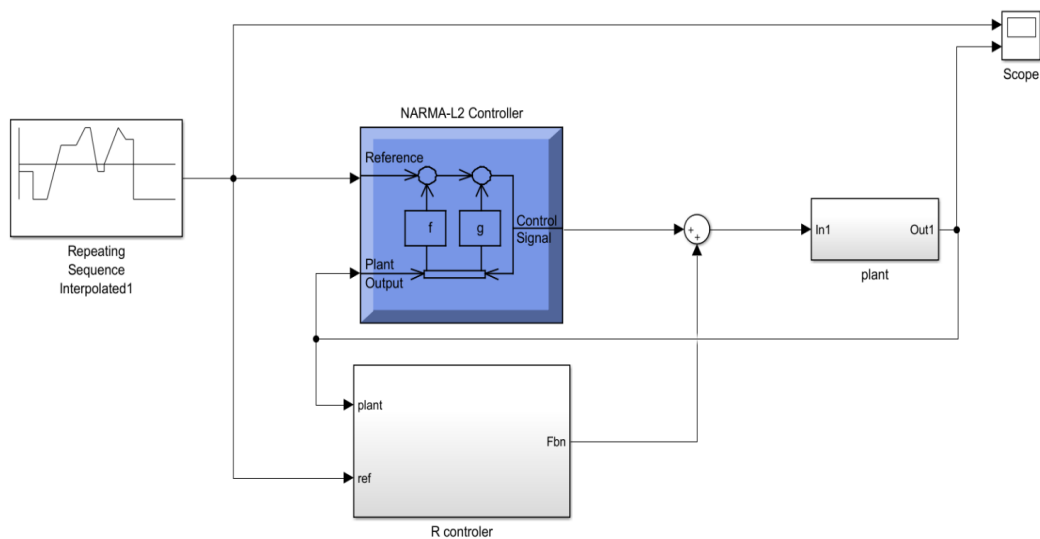 Scope
NARMA-L2 Controller
Reference
f
g
Control
Signal
Plant
Output
Repeating
Sequence
Interpolated1
+
+
In1
Out1
plant
plant
Fbn
ref
R controler